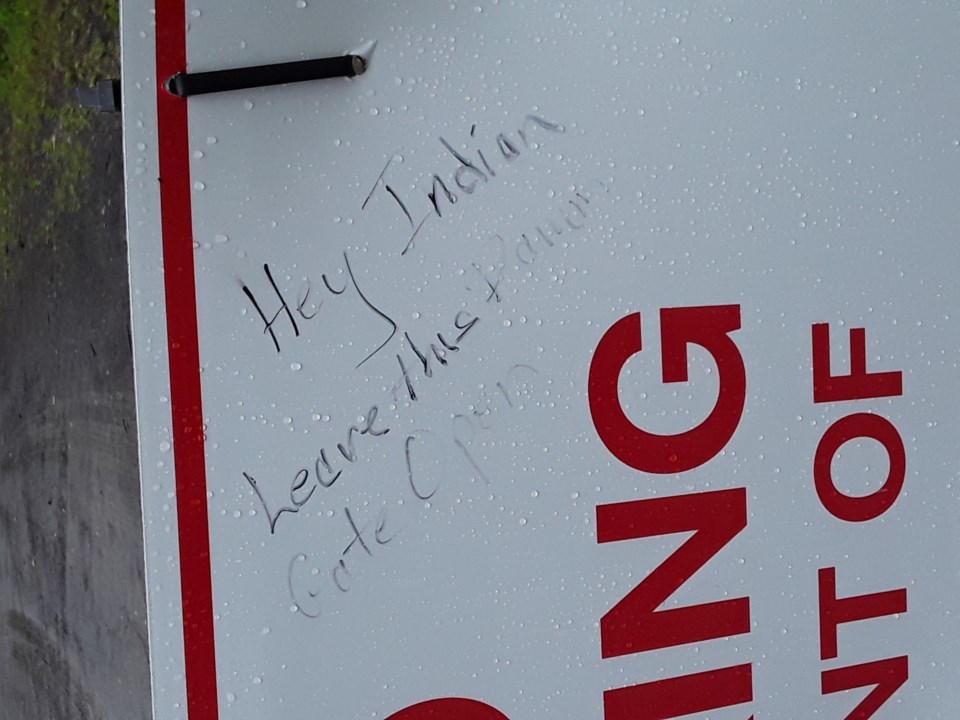 Hey Indian
Leave this
Gate Open
ING
NT OF